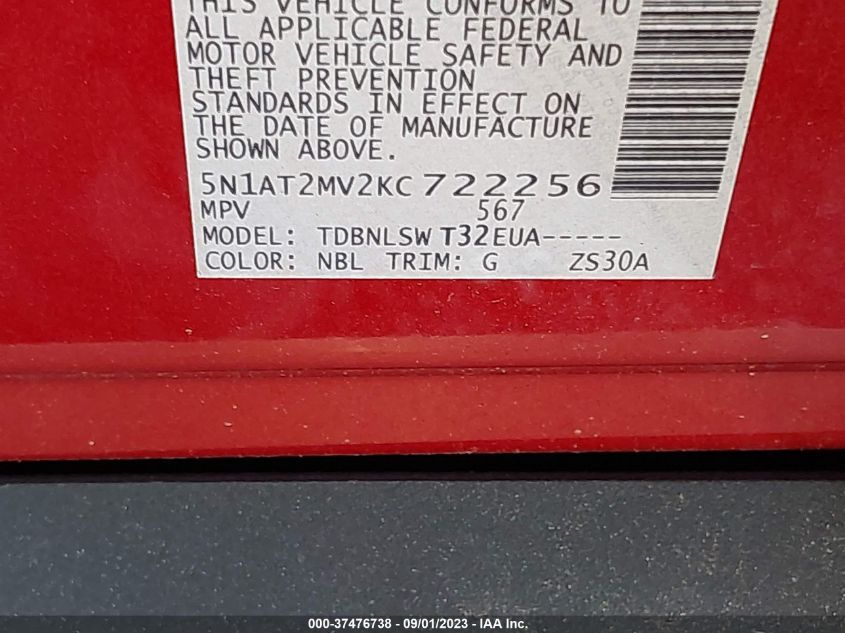 THIS VEHICLE CONFORMS TO
ALL APPLICABLE FEDERAL
MOTOR VEHICLE SAFETY AND
THEFT PREVENTION
STANDARDS IN EFFECT ON
THE DATE OF MANUFACTURE
SHOWN ABOVE.
5N1AT2MV2KC722256
MPV 567
MODEL: TDBNLSW T32EUA-----
COLOR: NBL TRIM: G ZS30A
000-37476738 - 09/01/2023 - IAA Inc.